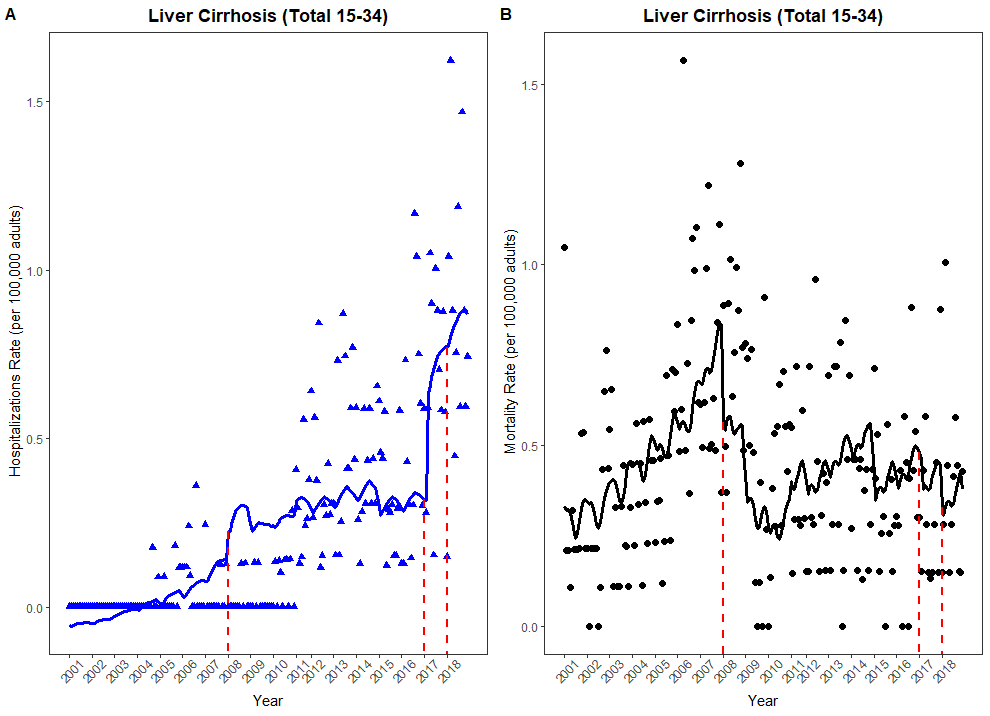 A
Liver Cirrhosis (Total 15-34)
Hospitalizations Rate (per 100,000 adults)
1.5
1.0
0.5
0.0
2001 2002 2003 2004 2005 2006 2007 2008 2009 2010 2011 2012 2013 2014 2015 2016 2017 2018
Year
B
Liver Cirrhosis (Total 15-34)
Mortality Rate (per 100,000 adults)
1.5
1.0
0.5
0.0
2001 2002 2003 2004 2005 2006 2007 2008 2009 2010 2011 2012 2013 2014 2015 2016 2017 2018
Year